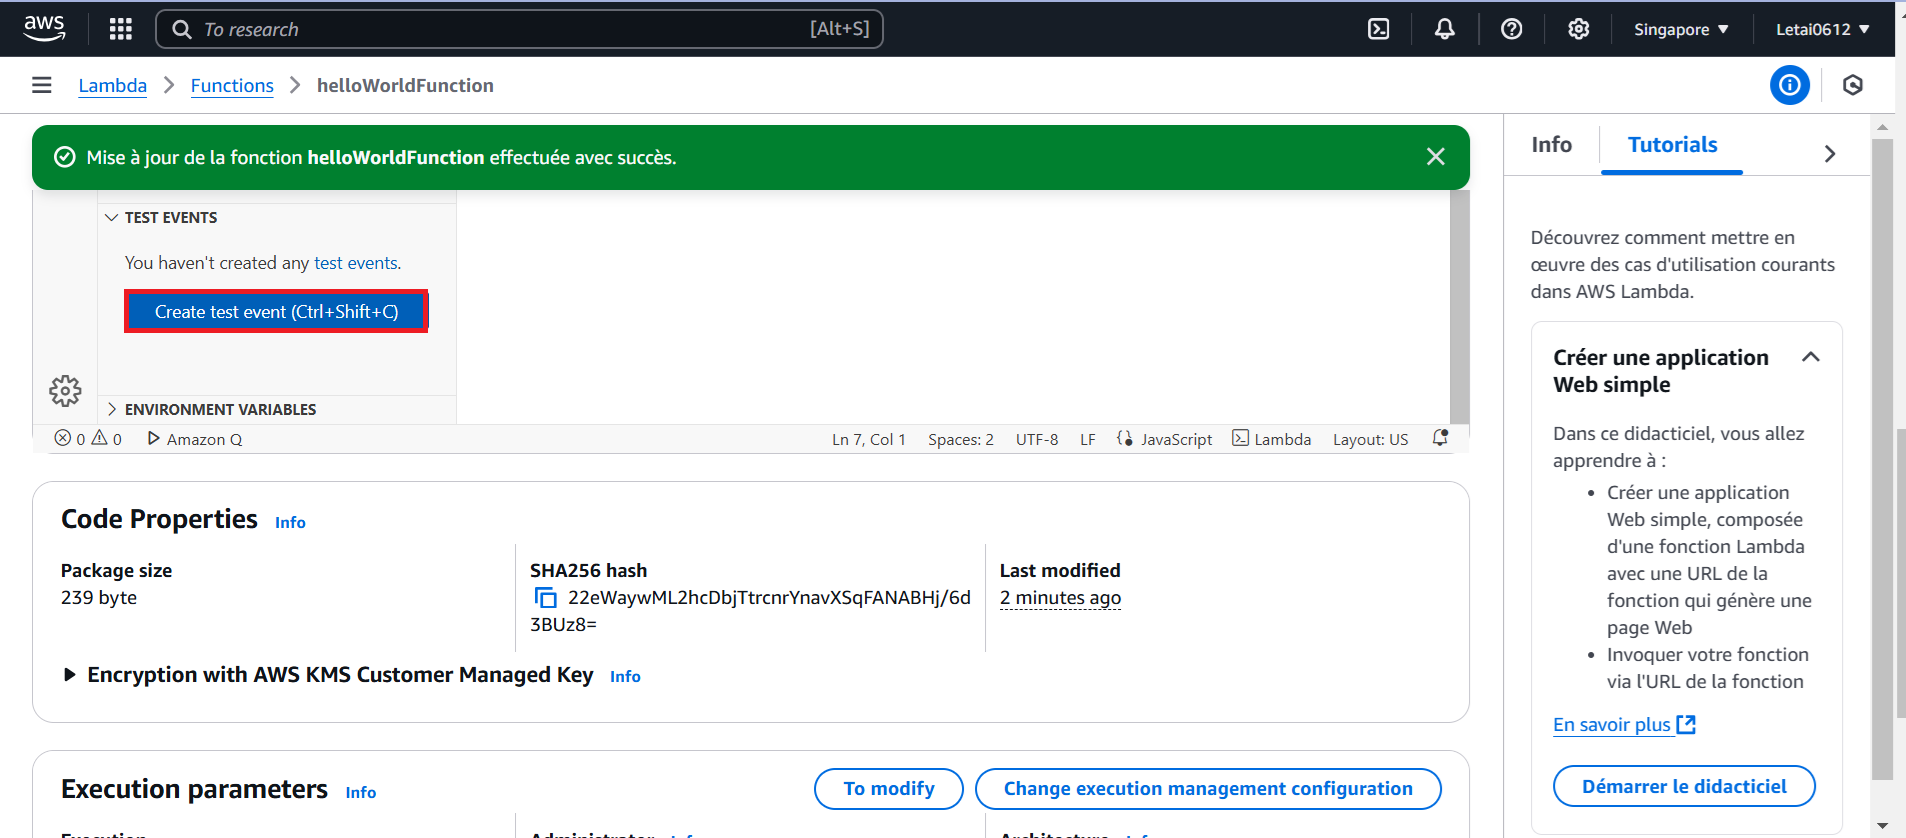 aws
To research
[Alt+S]
Singapore
Letai0612
Lambda
Functions
helloWorldFunction
Mise à jour de la fonction helloWorldFunction effectuée avec succès.
TEST EVENTS
You haven't created any test events.
Create test event (Ctrl+Shift+C)
ENVIRONMENT VARIABLES
0 0 Amazon Q
Ln 7, Col 1 Spaces: 2 UTF-8 LF JavaScript Lambda Layout: US
Code Properties Info
Package size
239 byte
SHA256 hash
22eWaywML2hcDbjTtrcnrYnavXSqFANABHj/6d
3BUz8=
Last modified
2 minutes ago
Encryption with AWS KMS Customer Managed Key Info
Execution parameters Info
To modify
Change execution management configuration
Execution
Administrator Info
Architecture Info
Info
Tutorials
Découvrez comment mettre en
œuvre des cas d'utilisation courants
dans AWS Lambda.
Créer une application
Web simple
Dans ce didacticiel, vous allez
apprendre à :
• Créer une application
Web simple, composée
d'une fonction Lambda
avec une URL de la
fonction qui génère une
page Web
• Invoquer votre fonction
via l'URL de la fonction
En savoir plus
Démarrer le didacticiel